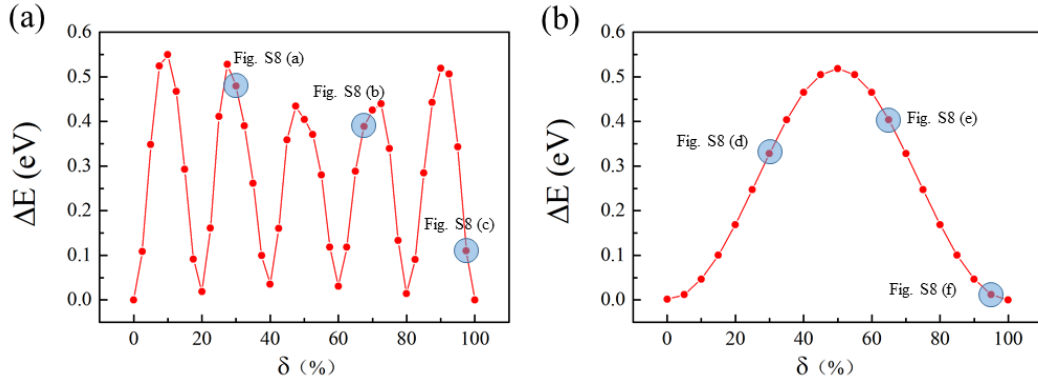 (a)
0.6
0.5
0.4
0.3
0.2
0.1
0.0
ΔE (eV)
Fig. S8 (a)
Fig. S8 (b)
Fig. S8 (c)
0 20 40 60 80 100
δ (%)
(b)
0.6
0.5
0.4
0.3
0.2
0.1
0.0
ΔE (eV)
Fig. S8 (d)
Fig. S8 (e)
Fig. S8 (f)
0 20 40 60 80 100
δ (%)